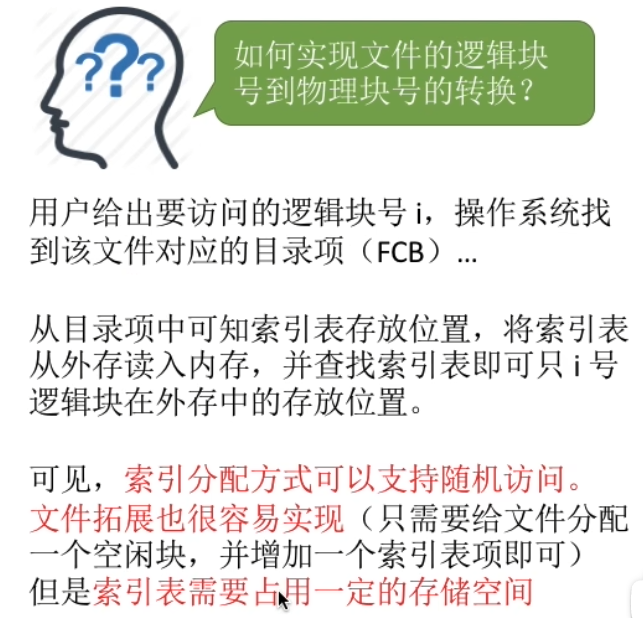 ???
如何实现文件的逻辑块
号到物理块号的转换？
用户给出要访问的逻辑块号 i，操作系统找
到该文件对应的目录项（FCB）...
从目录项中可知索引表存放位置，将索引表
从外存读入内存，并查找索引表即可只 i 号
逻辑块在外存中的存放位置。
可见，索引分配方式可以支持随机访问。
文件拓展也很容易实现（只需要给文件分配
一个空闲块，并增加一个索引表项即可）
但是索引表需要占用一定的存储空间